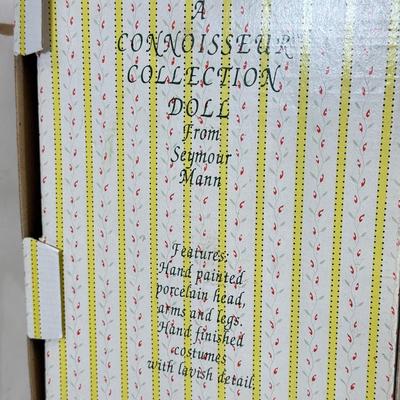 A
CONNOISSEUR
COLLECTION
DOLL
From
Seymour
Mann
Features:
Hand painted
porcelain head,
arms and legs.
Hand finished
costumes
with lavish detail.